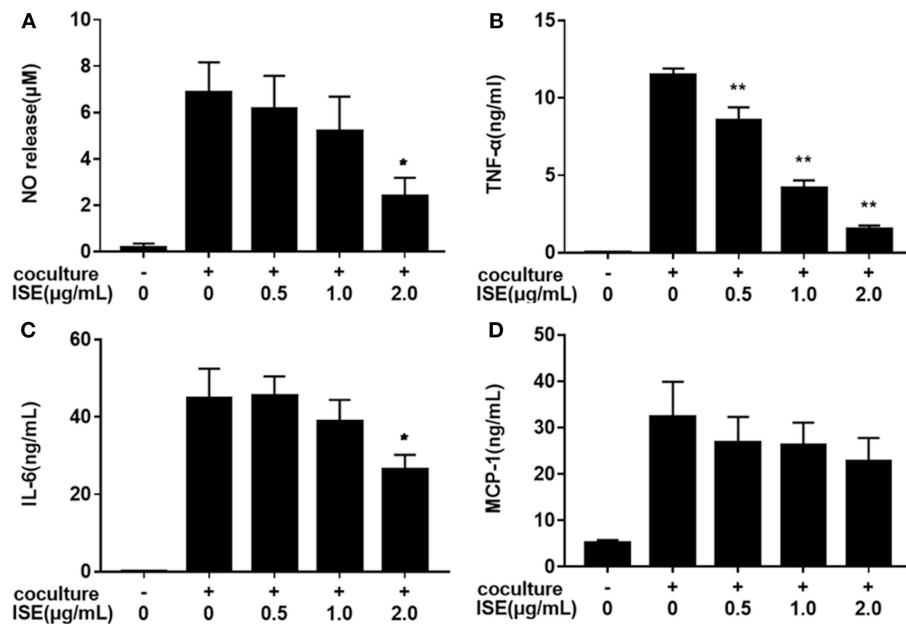 A
NO release(µM)
8
6
4
2
0
*
coculture - + + + +
ISE(µg/mL) 0 0 0.5 1.0 2.0
B
TNF-α(ng/ml)
15
10
5
0
**
**
**
coculture - + + + +
ISE(µg/mL) 0 0 0.5 1.0 2.0
C
IL-6(ng/mL)
60
40
20
0
*
coculture - + + + +
ISE(µg/mL) 0 0 0.5 1.0 2.0
D
MCP-1(ng/mL)
50
40
30
20
10
0
coculture - + + + +
ISE(µg/mL) 0 0 0.5 1.0 2.0